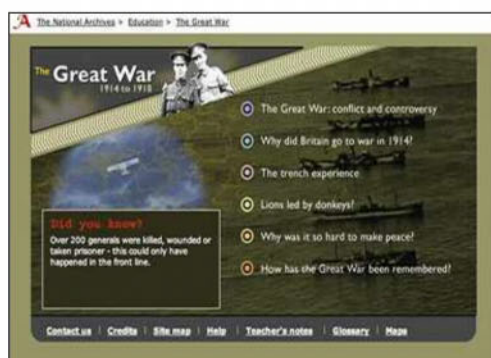 The National Archives > Education > The Great War
The Great War
1914 to 1918
The Great War: conflict and controversy
Why did Britain go to war in 1914?
The trench experience
Lions led by donkeys?
Why was it so hard to make peace?
How has the Great War been remembered?
Did you know?
Over 200 generals were killed, wounded or
taken prisoner - this could only have
happened in the front line.
Contact us | Credits | Site map | Help | Teacher's notes | Glossary | Maps